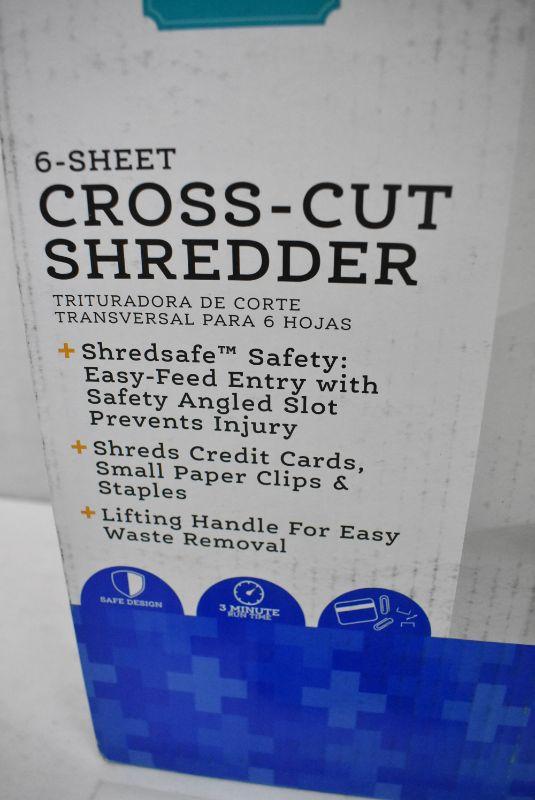 6-SHEET
CROSS-CUT
SHREDDER
TRITURADORA DE CORTE
TRANSVERSAL PARA 6 HOJAS
+ Shredsafe™ Safety:
Easy-Feed Entry with
Safety Angled Slot
Prevents Injury
+ Shreds Credit Cards,
Small Paper Clips &
Staples
+ Lifting Handle For Easy
Waste Removal
SAFE DESIGN
3 MINUTE
RUN TIME